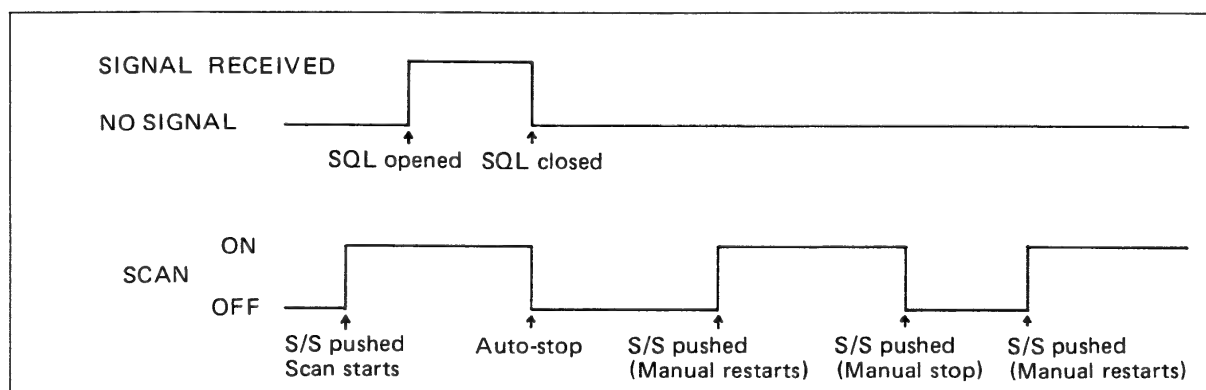 SIGNAL RECEIVED
NO SIGNAL
SQL opened SQL closed
ON
SCAN
OFF
S/S pushed Auto-stop S/S pushed S/S pushed S/S pushed
Scan starts (Manual restarts) (Manual stop) (Manual restarts)